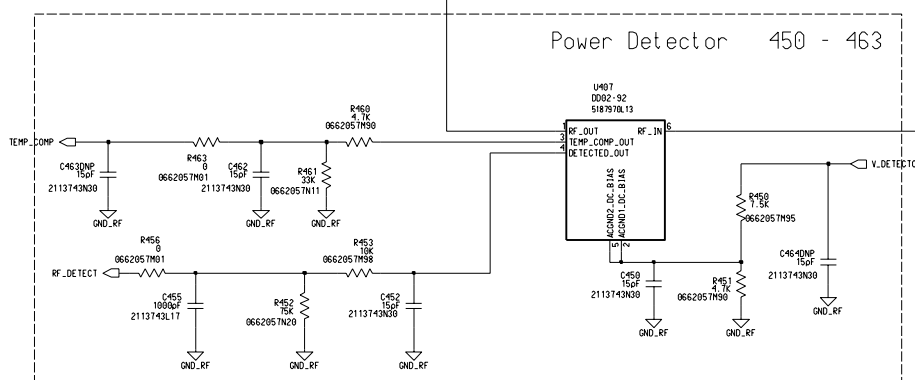 Power Detector 450 - 463
U407
DD02-92
5187970L13
1 RF_OUT RF_IN 6
3 TEMP_COMP_OUT
4 DETECTED_OUT
ACGND2_DC_BIAS
ACGND1_DC_BIAS
5 2
TEMP_COMP
C463DNP
15pF
2113743N30
GND_RF
R463
0
0662057M01
C462
15pF
2113743N30
GND_RF
R461
33K
0662057N11
GND_RF
R460
4.7K
0662057M90
V_DETECTO
R450
7.5K
0662057M95
R451
4.7K
0662057M90
GND_RF
C450
15pF
2113743N30
GND_RF
C464DNP
15pF
2113743N30
GND_RF
RF_DETECT
R456
0
0662057M01
C455
1000pF
2113743L17
GND_RF
R452
75K
0662057N20
GND_RF
R453
10K
0662057M98
C452
15pF
2113743N30
GND_RF